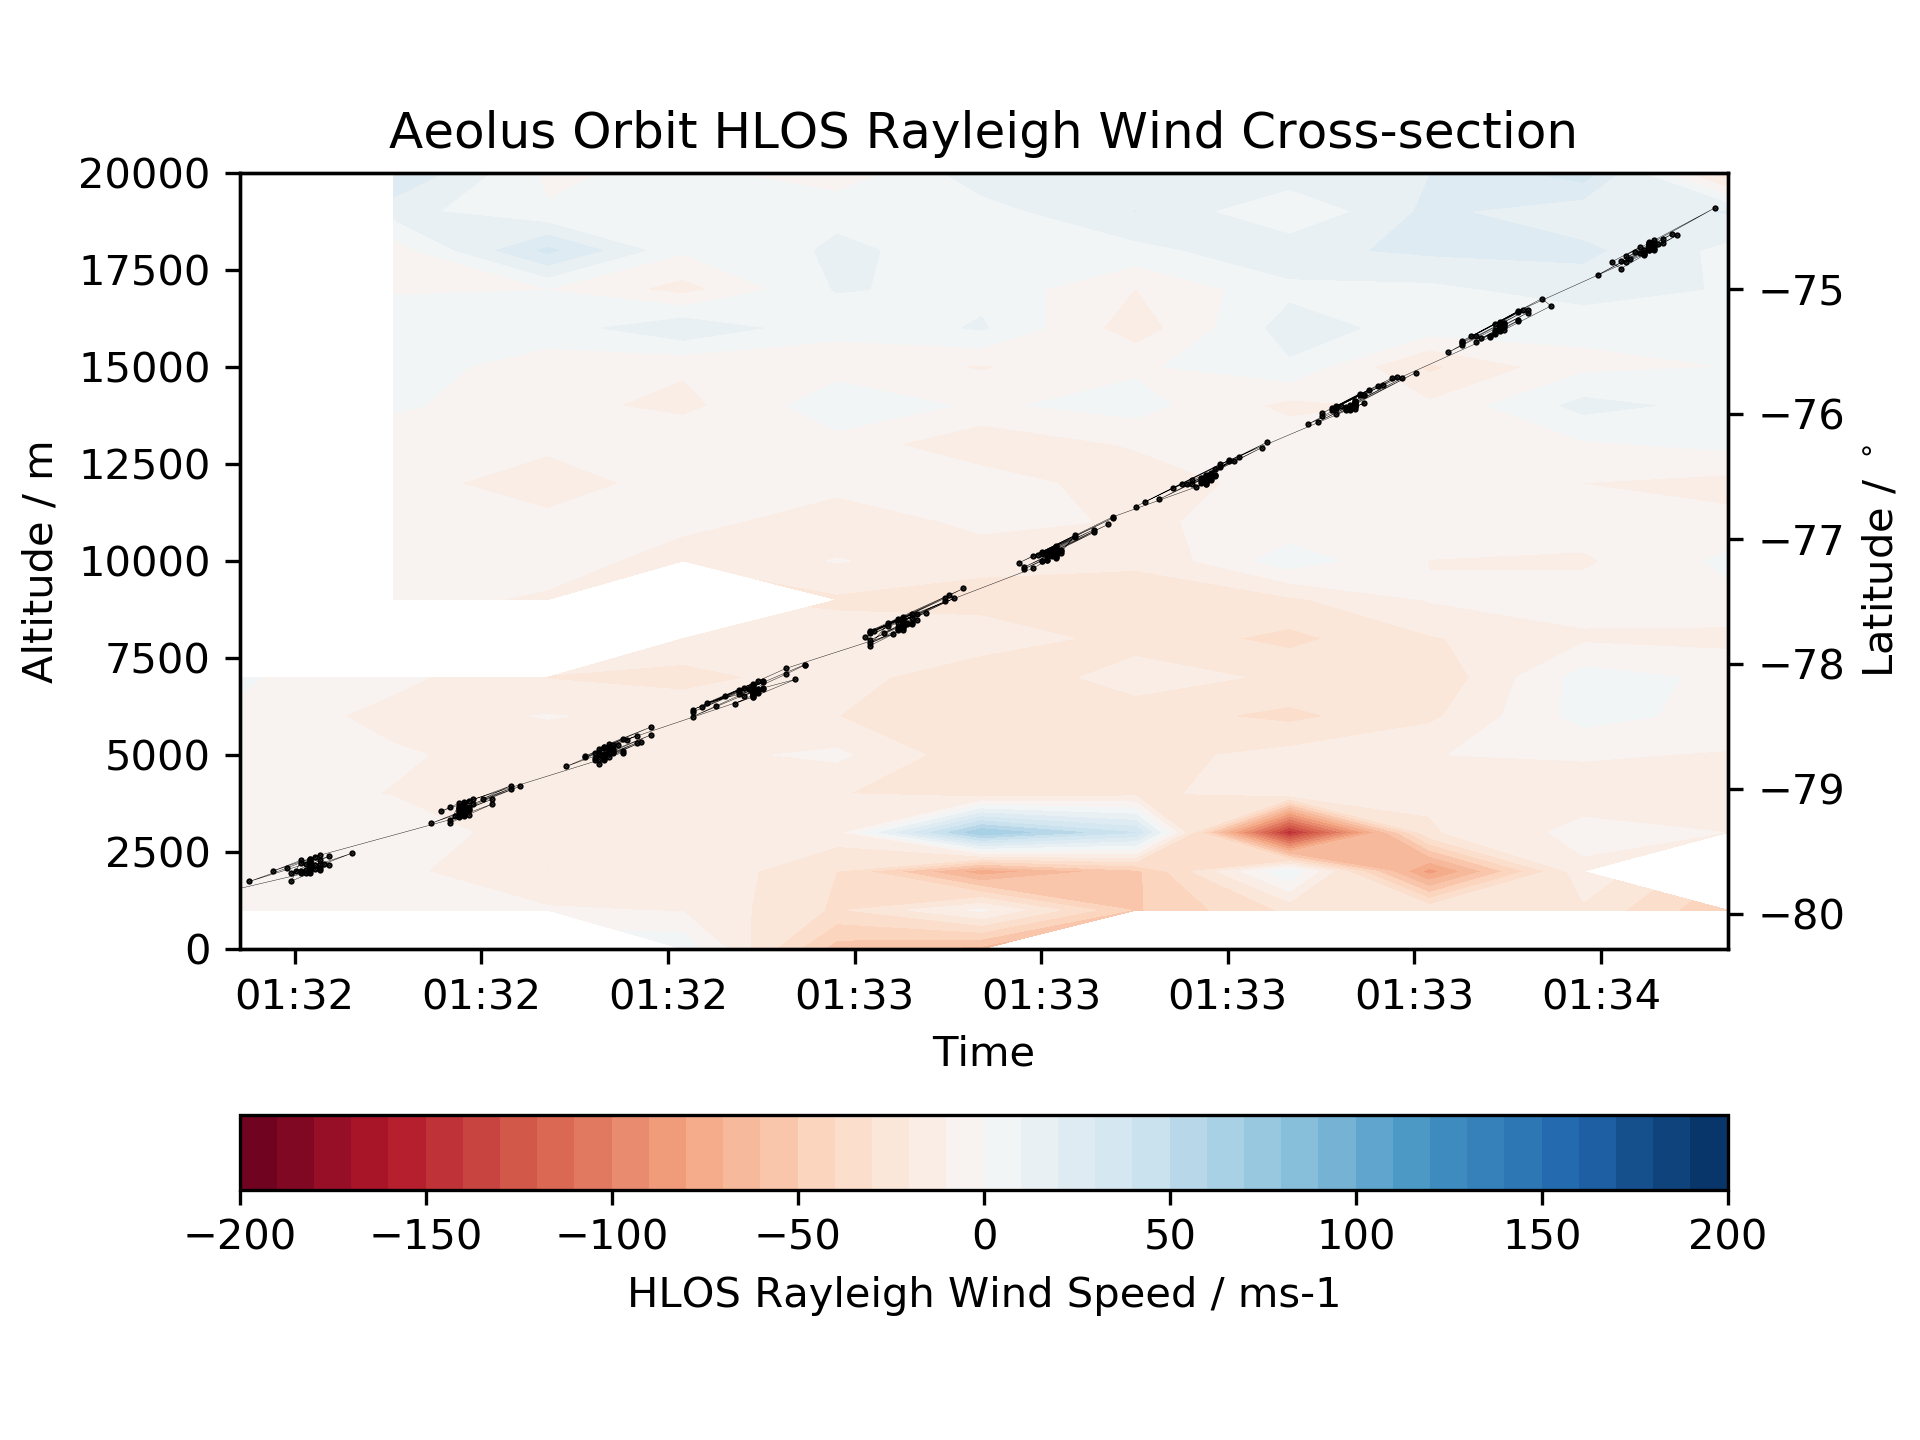 Aeolus Orbit HLOS Rayleigh Wind Cross-section
20000
17500
15000
12500
10000
7500
5000
2500
0
Altitude / m
−75
−76
−77
−78
−79
−80
Latitude / °
01:32 01:32 01:32 01:33 01:33 01:33 01:33 01:34
Time
−200 −150 −100 −50 0 50 100 150 200
HLOS Rayleigh Wind Speed / ms-1